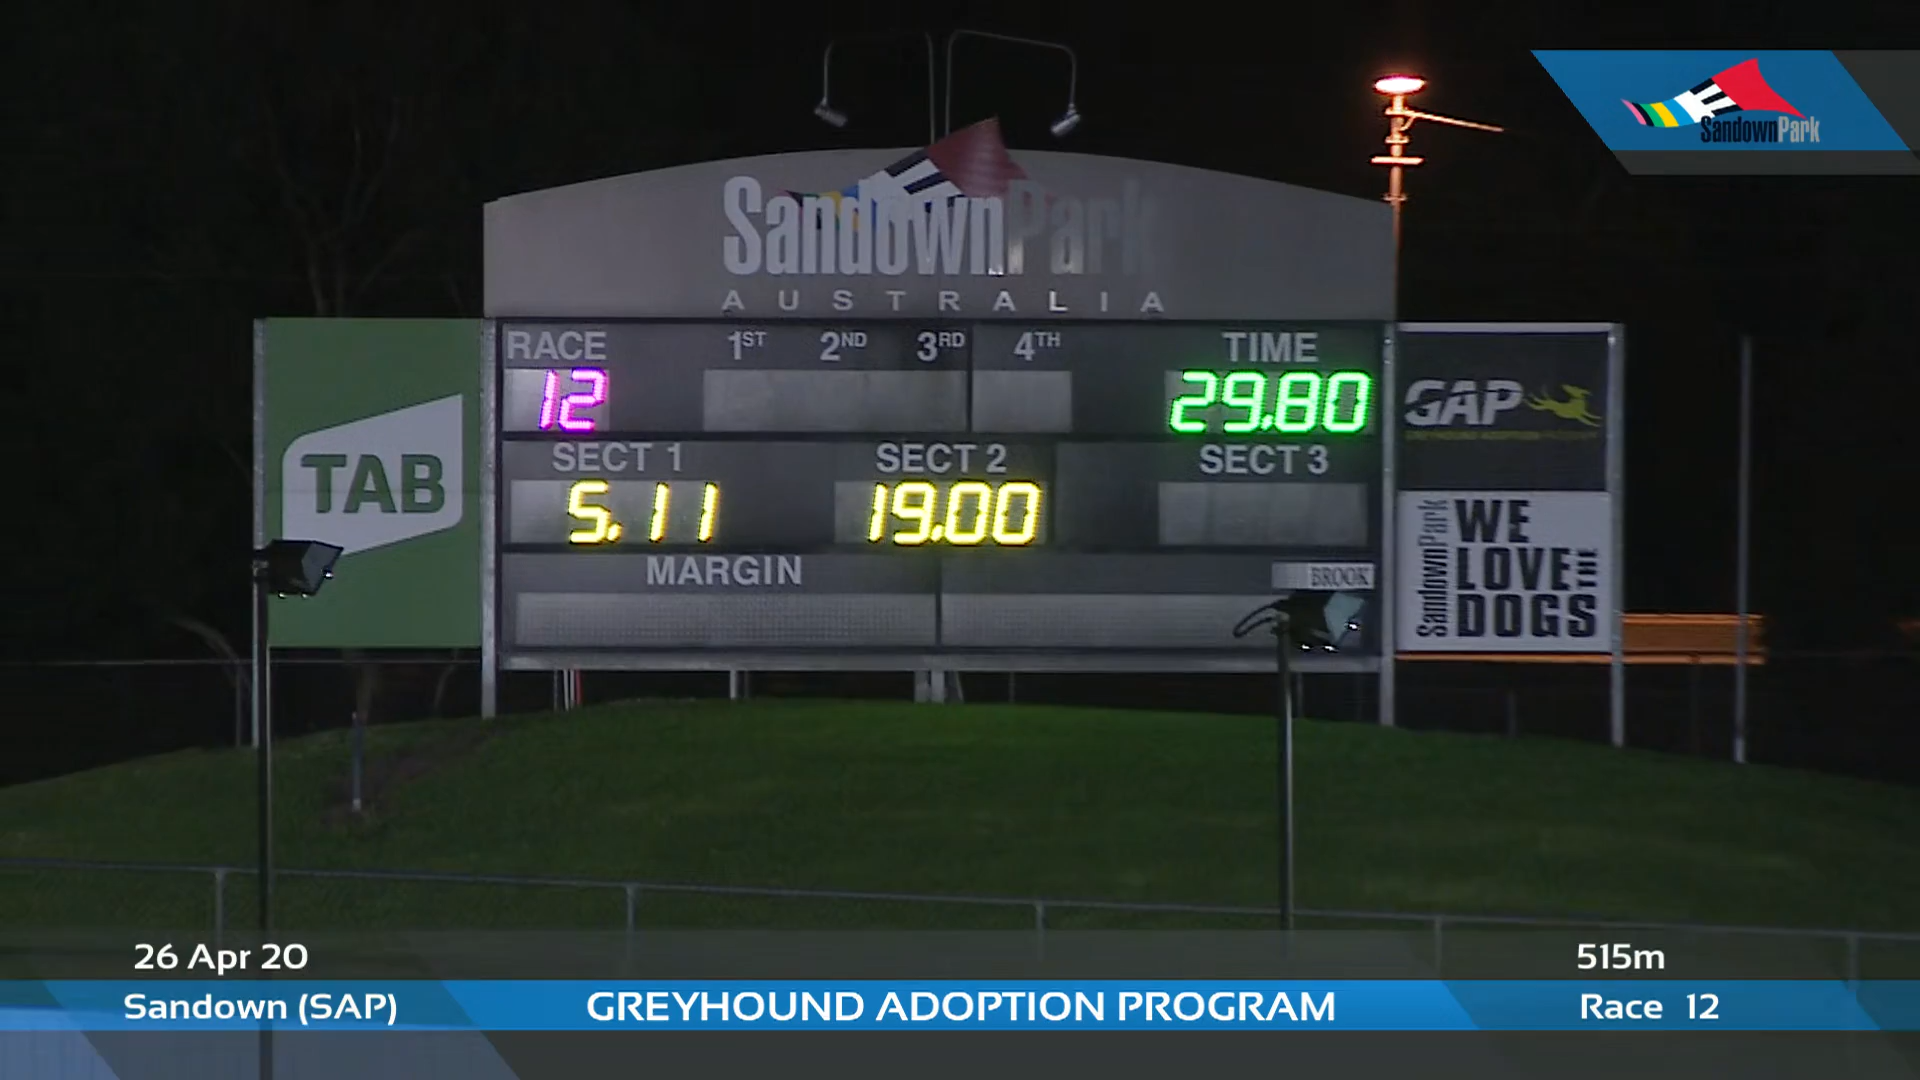 SandownPark
SandownPark
AUSTRALIA
RACE 1ST 2ND 3RD 4TH TIME
12 29.80
SECT 1 SECT 2 SECT 3
5.11 19.00
MARGIN
BROOK
TAB
GAP
SandownPark
WE
LOVE THE
DOGS
26 Apr 20 515m
Sandown (SAP) GREYHOUND ADOPTION PROGRAM Race 12